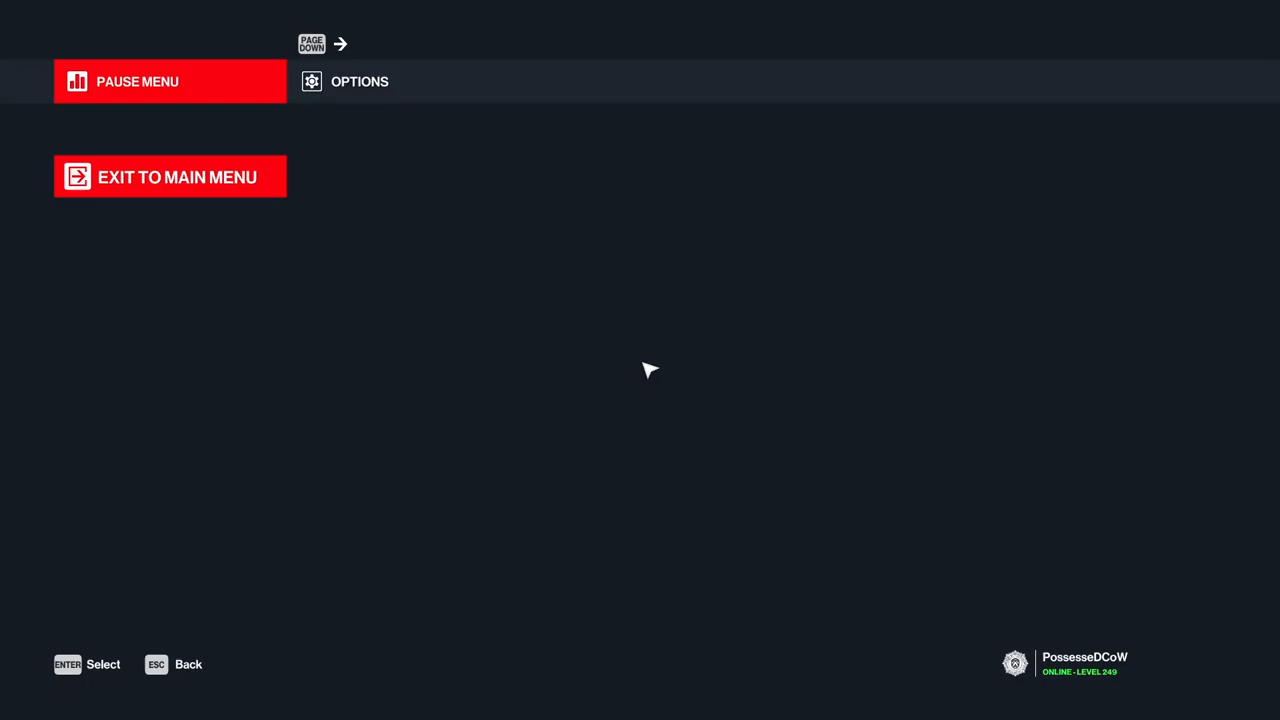 PAGE
DOWN
PAUSE MENU
OPTIONS
EXIT TO MAIN MENU
ENTER Select
ESC Back
PossesseDCoW
ONLINE - LEVEL 249